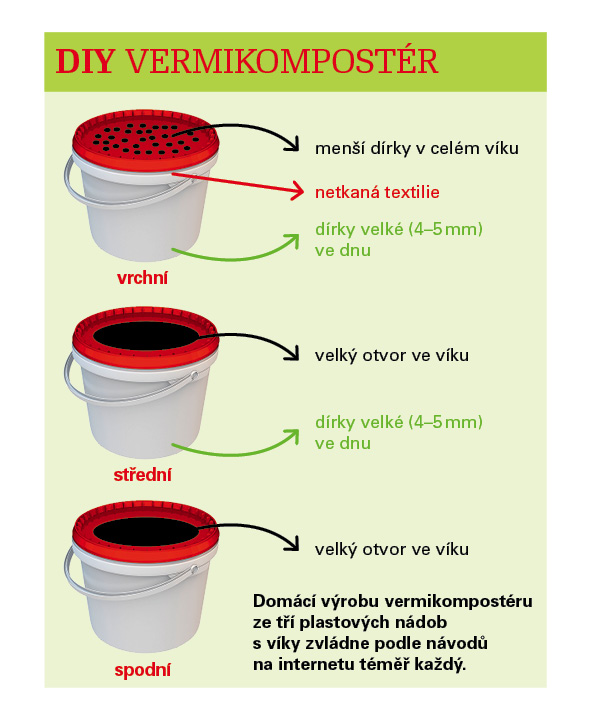 DIY VERMIKOMPOSTÉR
menší dírky v celém víku
netkaná textilie
dírky velké (4–5 mm)
ve dnu
vrchní
velký otvor ve víku
dírky velké (4–5 mm)
ve dnu
střední
velký otvor ve víku
Domácí výrobu vermikompostéru
ze tří plastových nádob
s víky zvládne podle návodů
na internetu téměř každý.
spodní